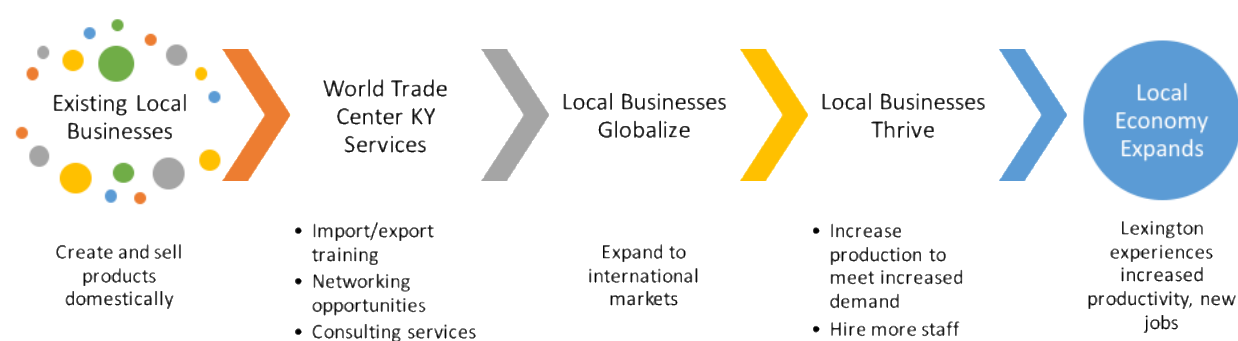 Existing Local
Businesses
World Trade
Center KY
Services
Local Businesses
Globalize
Local Businesses
Thrive
Local
Economy
Expands
Create and sell
products
domestically
• Import/export
training
• Networking
opportunities
• Consulting services
Expand to
international
markets
• Increase
production to
meet increased
demand
• Hire more staff
Lexington
experiences
increased
productivity, new
jobs